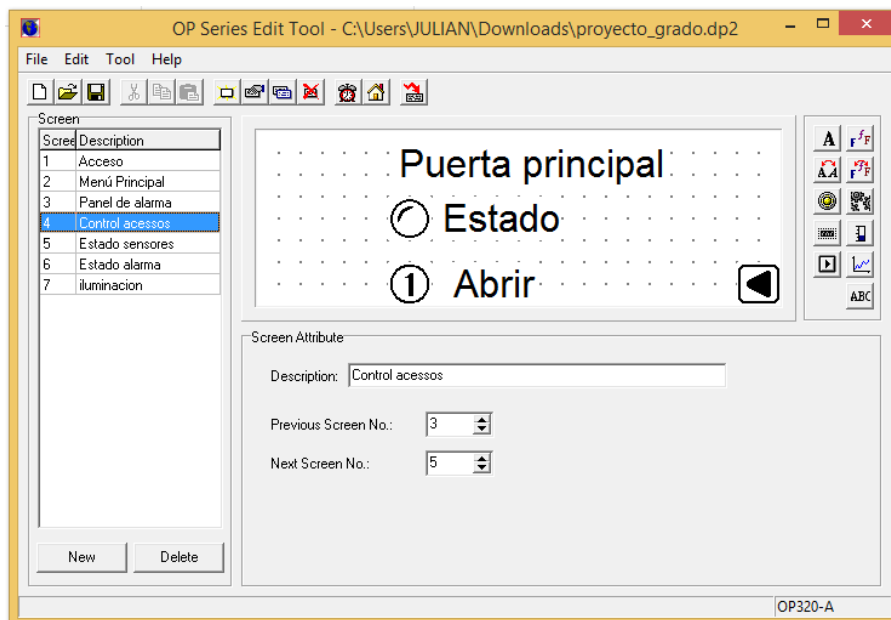 OP Series Edit Tool - C:\Users\JULIAN\Downloads\proyecto_grado.dp2
File Edit Tool Help
Screen
Scree Description
1 Acceso
2 Menú Principal
3 Panel de alarma
4 Control acessos
5 Estado sensores
6 Estado alarma
7 iluminacion
New Delete
Puerta principal
Estado
1 Abrir
A F f F
A A F F
ABC
Screen Attribute
Description: Control acessos
Previous Screen No.: 3
Next Screen No.: 5
OP320-A